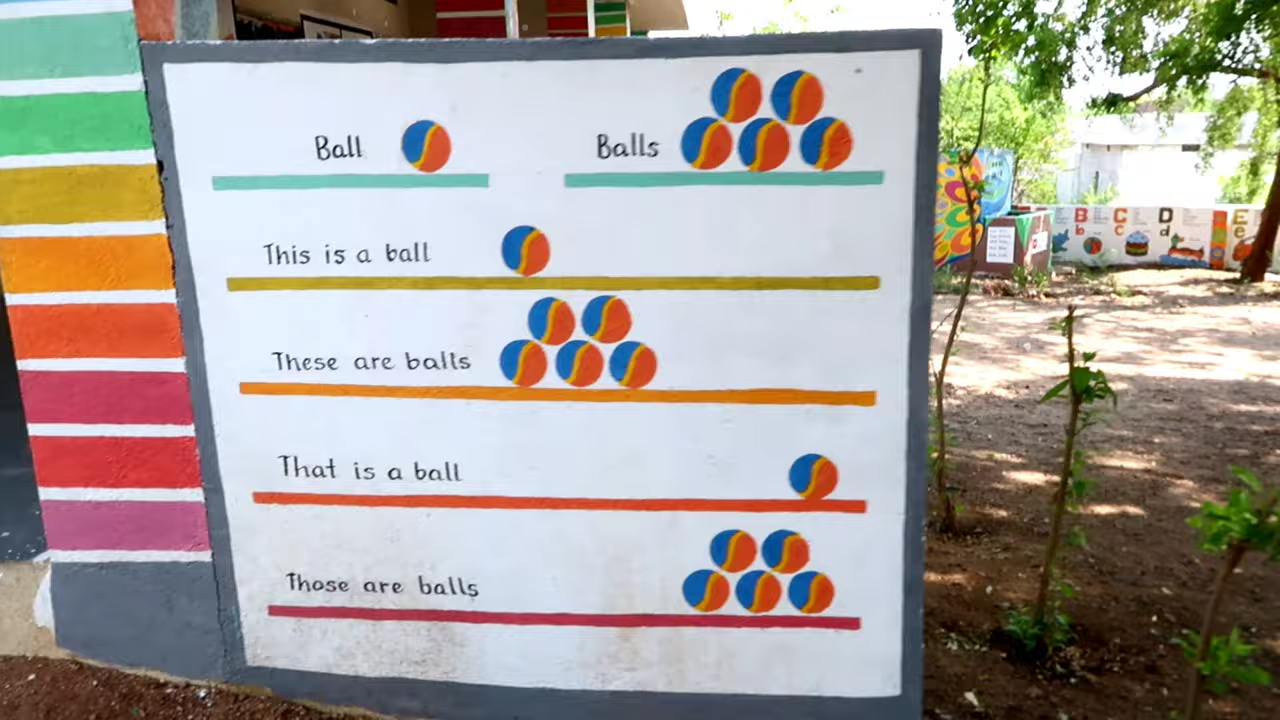 Ball Balls
This is a ball
These are balls
That is a ball
Those are balls
B C D E
b c d e